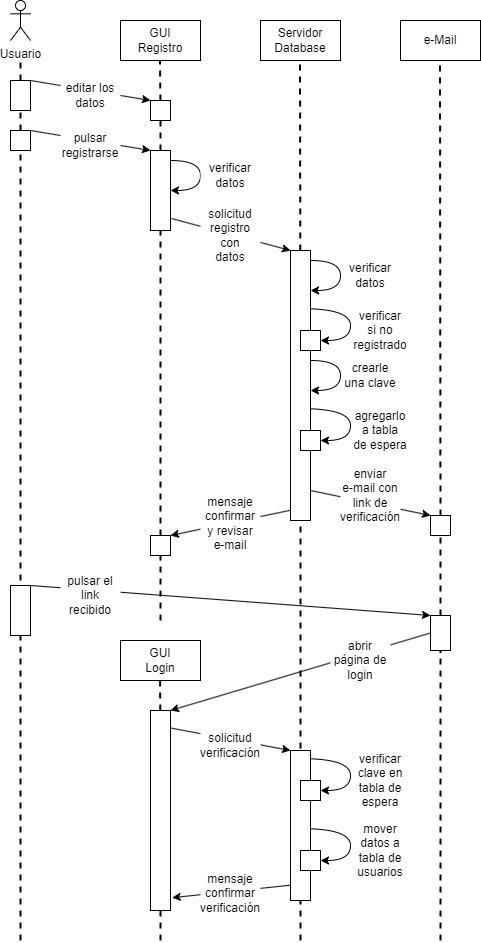 Usuario
GUI
Registro
Servidor
Database
e-Mail
editar los
datos
pulsar
registrarse
verificar
datos
solicitud
registro
con
datos
verificar
datos
verificar
si no
registrado
crearle
una clave
agregarlo
a tabla
de espera
enviar
e-mail con
link de
verificación
mensaje
confirmar
y revisar
e-mail
pulsar el
link
recibido
GUI
Login
abrir
página de
login
solicitud
verificación
verificar
clave en
tabla de
espera
mover
datos a
tabla de
usuarios
mensaje
confirmar
verificación